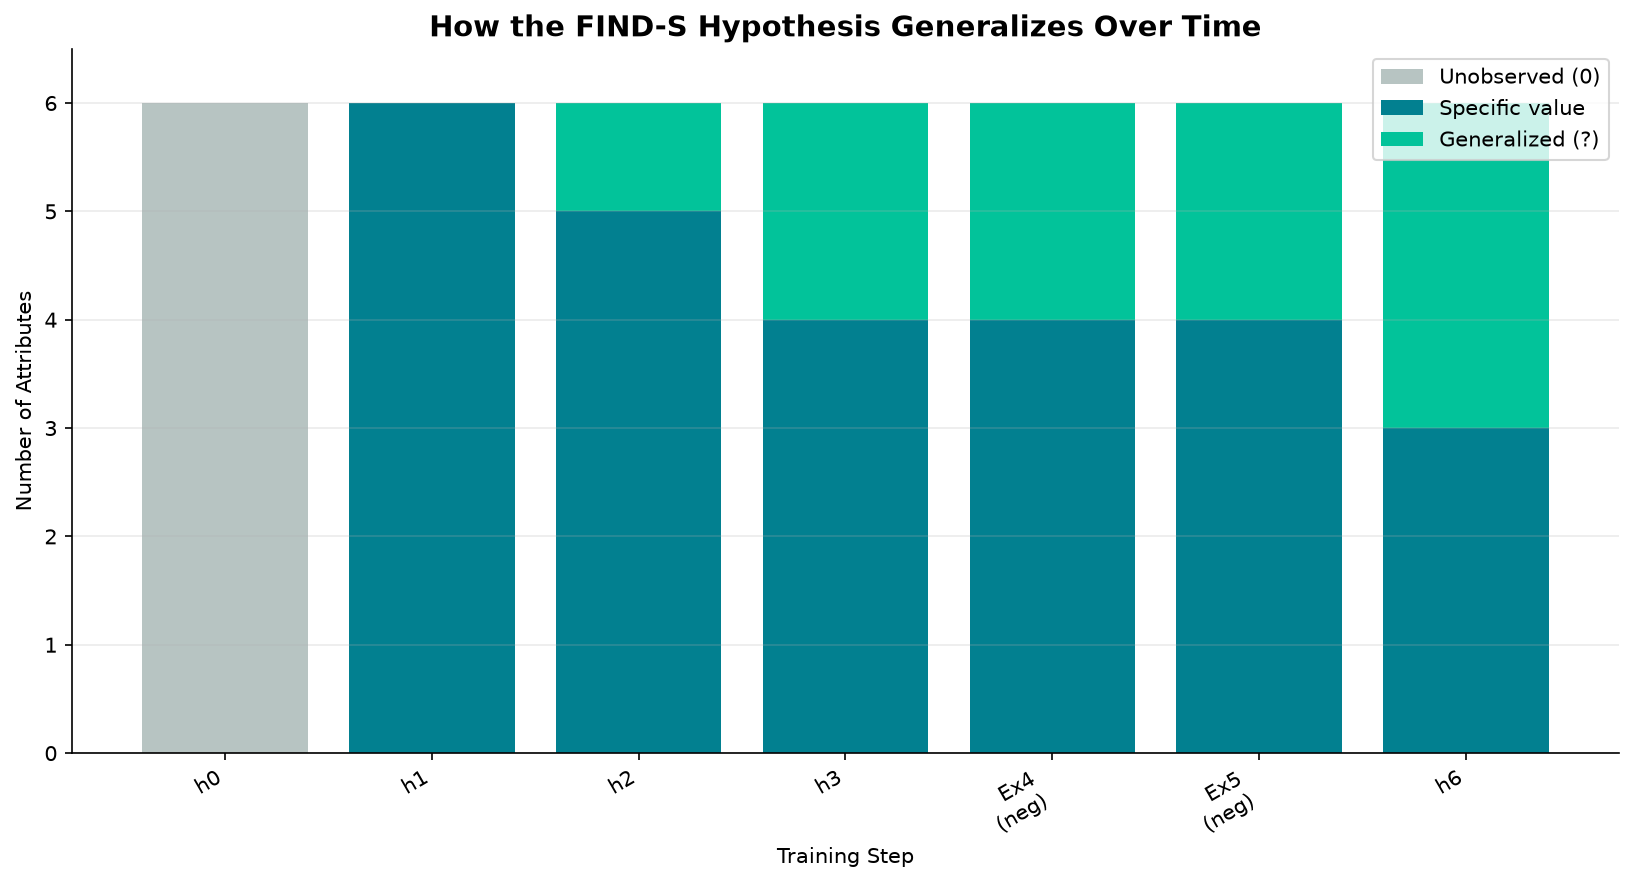 How the FIND-S Hypothesis Generalizes Over Time
Unobserved (0)
Specific value
Generalized (?)
Number of Attributes
6
5
4
3
2
1
0
h0
h1
h2
h3
Ex4
(neg)
Ex5
(neg)
h6
Training Step